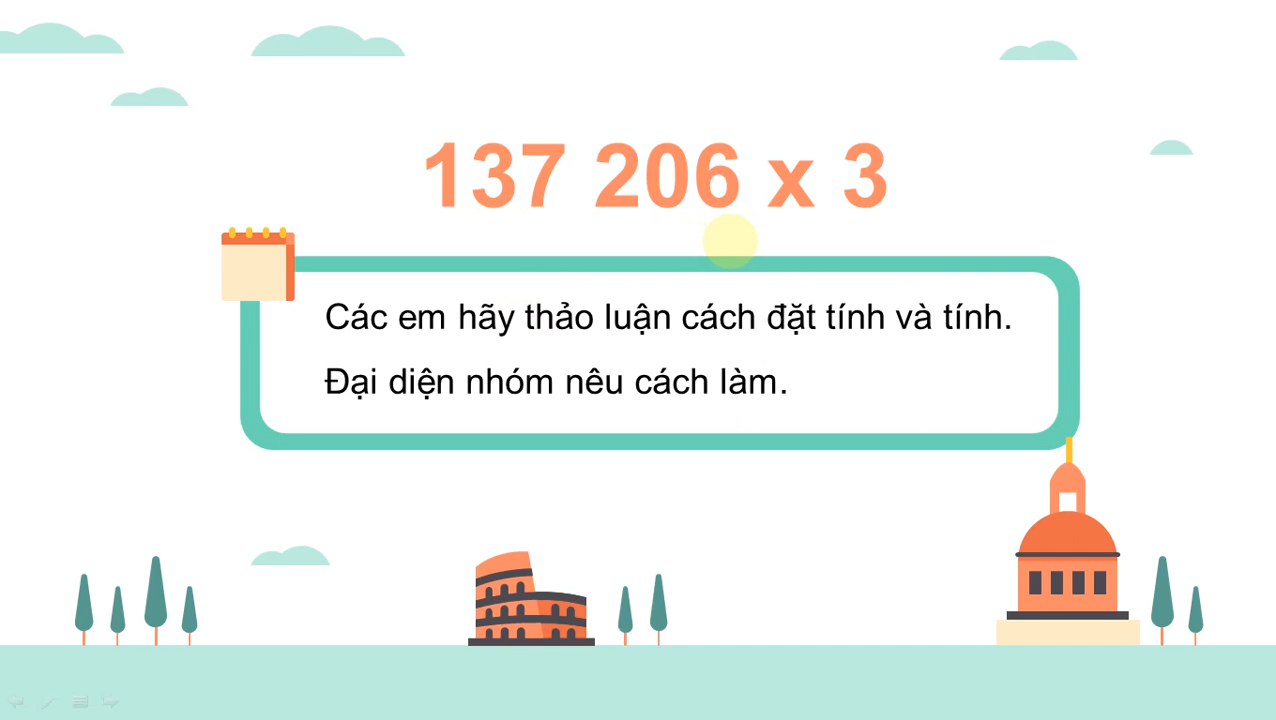 137 206 x 3
Các em hãy thảo luận cách đặt tính và tính.
Đại diện nhóm nêu cách làm.